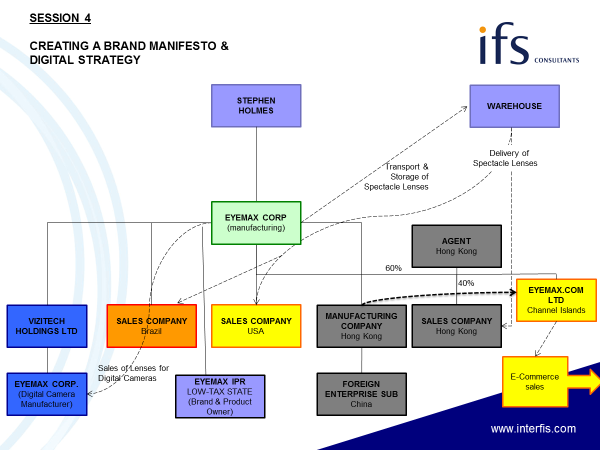 SESSION 4
CREATING A BRAND MANIFESTO &
DIGITAL STRATEGY
ifs
CONSULTANTS
STEPHEN
HOLMES
WAREHOUSE
Transport &
Storage of
Spectacle Lenses
Delivery of
Spectacle Lenses
EYEMAX CORP
(manufacturing)
AGENT
Hong Kong
60%
40%
EYEMAX.COM
LTD
Channel Islands
VIZITECH
HOLDINGS LTD
SALES COMPANY
Brazil
SALES COMPANY
USA
MANUFACTURING
COMPANY
Hong Kong
SALES COMPANY
Hong Kong
Sales of Lenses for
Digital Cameras
EYEMAX CORP.
(Digital Camera
Manufacturer)
EYEMAX IPR
LOW-TAX STATE
(Brand & Product
Owner)
FOREIGN
ENTERPRISE SUB
China
E-Commerce
sales
www.interfis.com